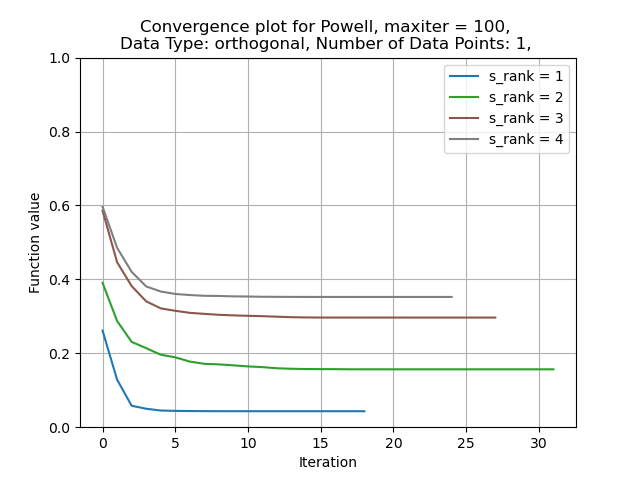 Convergence plot for Powell, maxiter = 100,
Data Type: orthogonal, Number of Data Points: 1,
1.0
0.8
0.6
0.4
0.2
0.0
Function value
s_rank = 1
s_rank = 2
s_rank = 3
s_rank = 4
0 5 10 15 20 25 30
Iteration